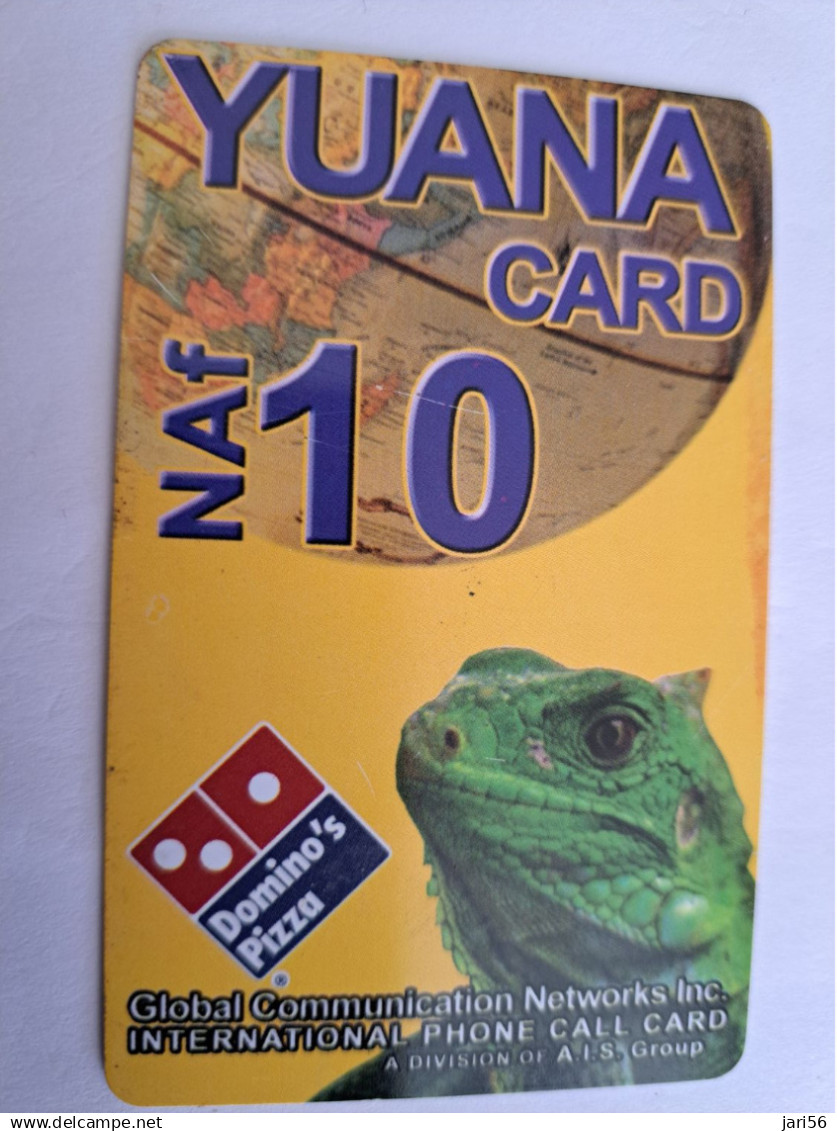 YUANA
CARD
NAf 10
Domino's
Pizza
®
Global Communication Networks Inc.
INTERNATIONAL PHONE CALL CARD
A DIVISION OF A.I.S. Group
delcampe.net
jari56